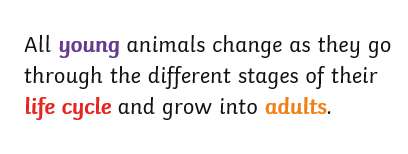 All young animals change as they go
through the different stages of their
life cycle and grow into adults.